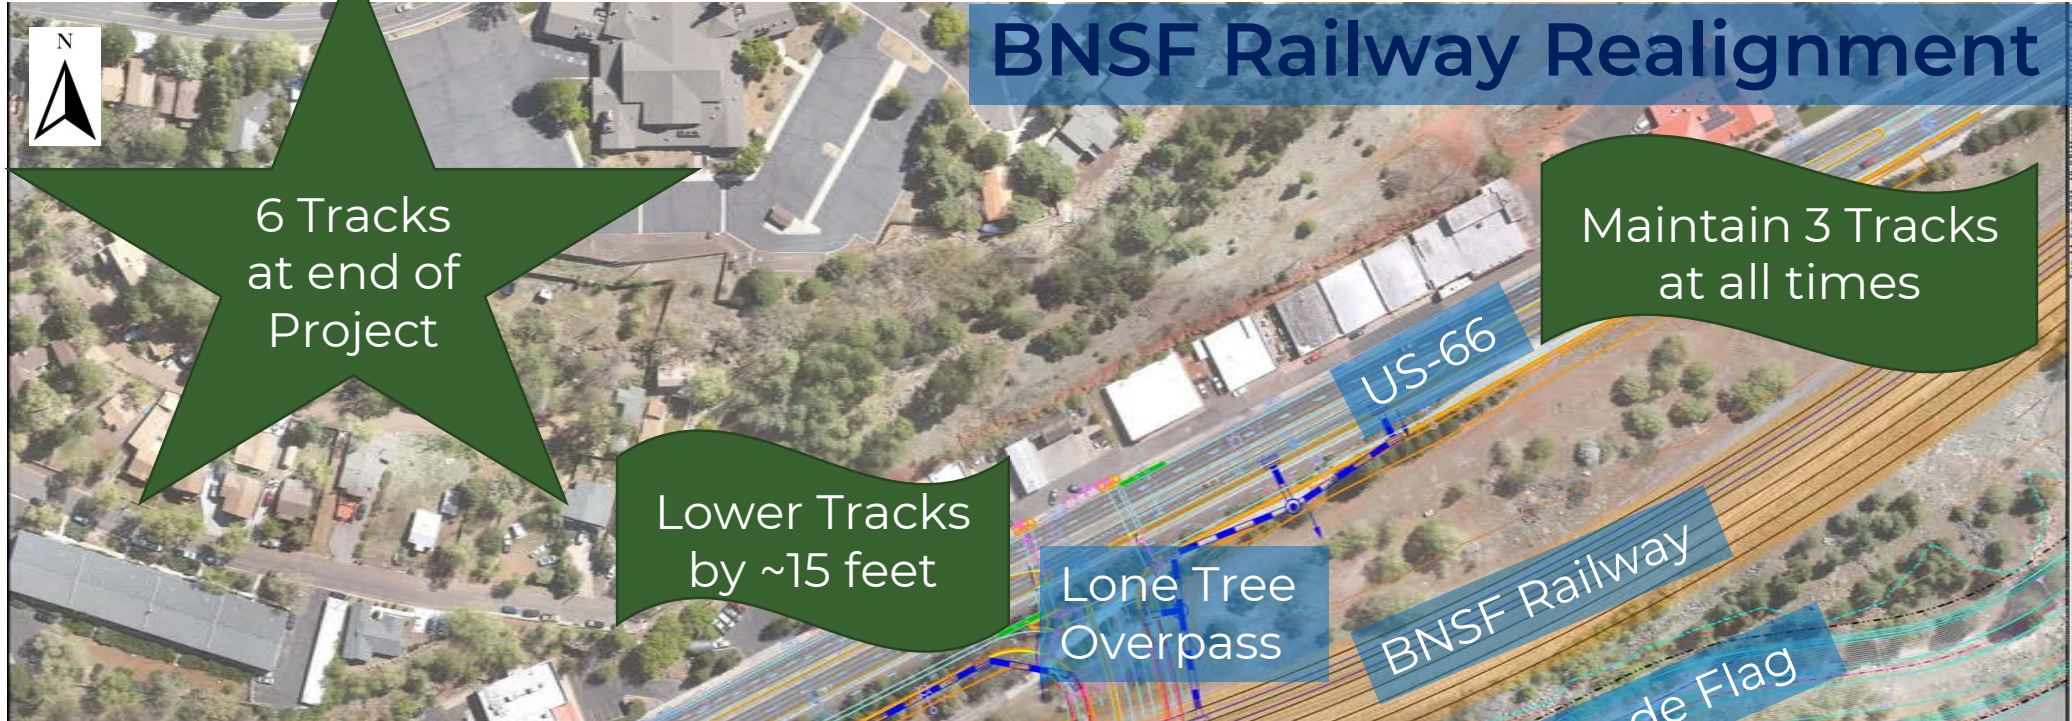 BNSF Railway Realignment
N
6 Tracks
at end of
Project
Maintain 3 Tracks
at all times
US-66
Lower Tracks
by ~15 feet
Lone Tree
Overpass
BNSF Railway
de Flag